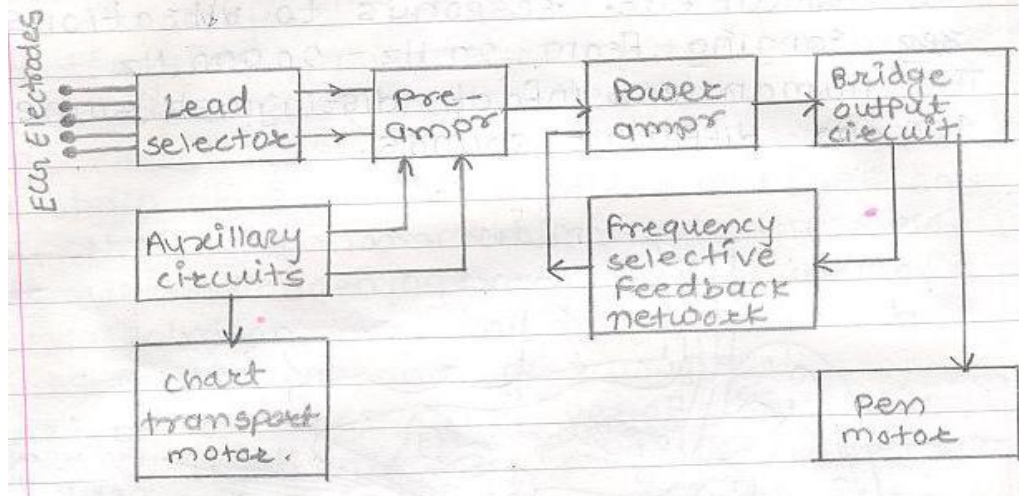 ECG Electrodes
Lead
selector
Pre-
ampr
Power
ampr
Bridge
output
circuit
Auxillary
circuits
Frequency
selective
feedback
network
chart
transport
motor.
Pen
motor